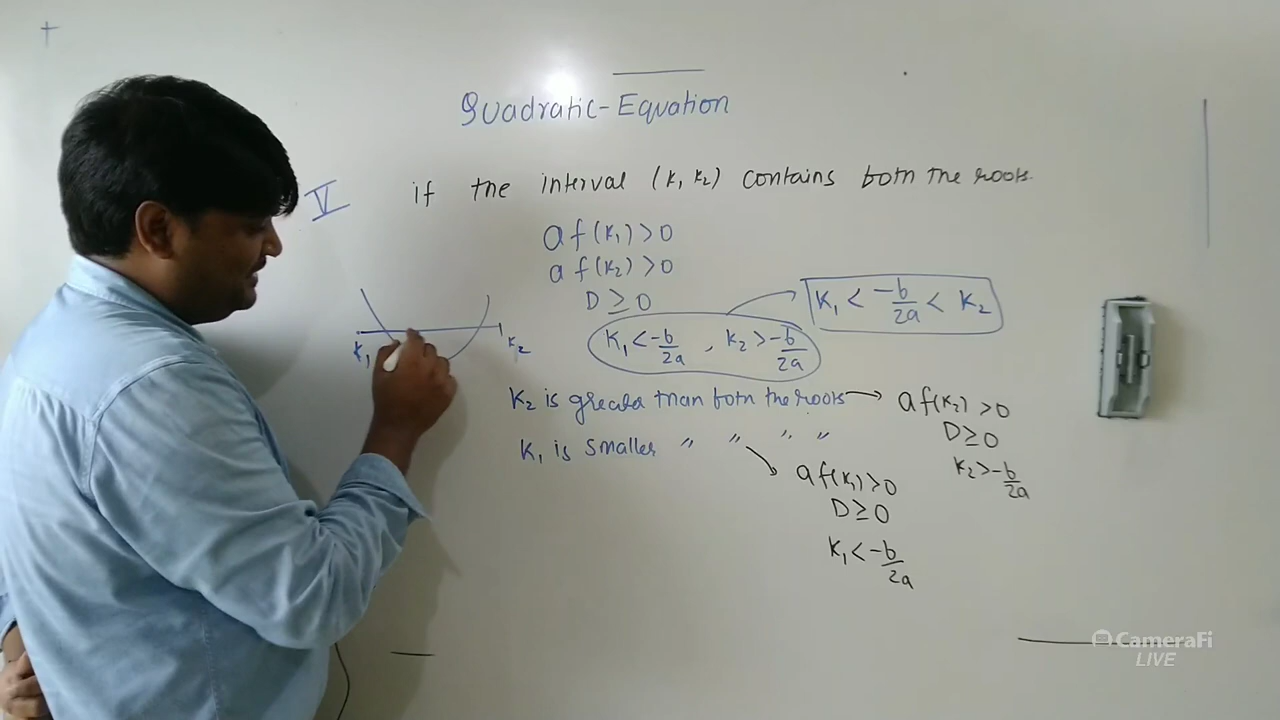 Quadratic-Equation
V if the interval (K1 K2) contains both the roots.
a f(K1) > 0
a f(K2) > 0
D ≥ 0
K1 < -b/2a , K2 > -b/2a
K1 < -b/2a < K2
K1 K2
K2 is greater than both the roots → a f(K2) > 0
D ≥ 0
K2 > -b/2a
K1 is smaller " " " "
a f(K1) > 0
D ≥ 0
K1 < -b/2a
CameraFi
LIVE